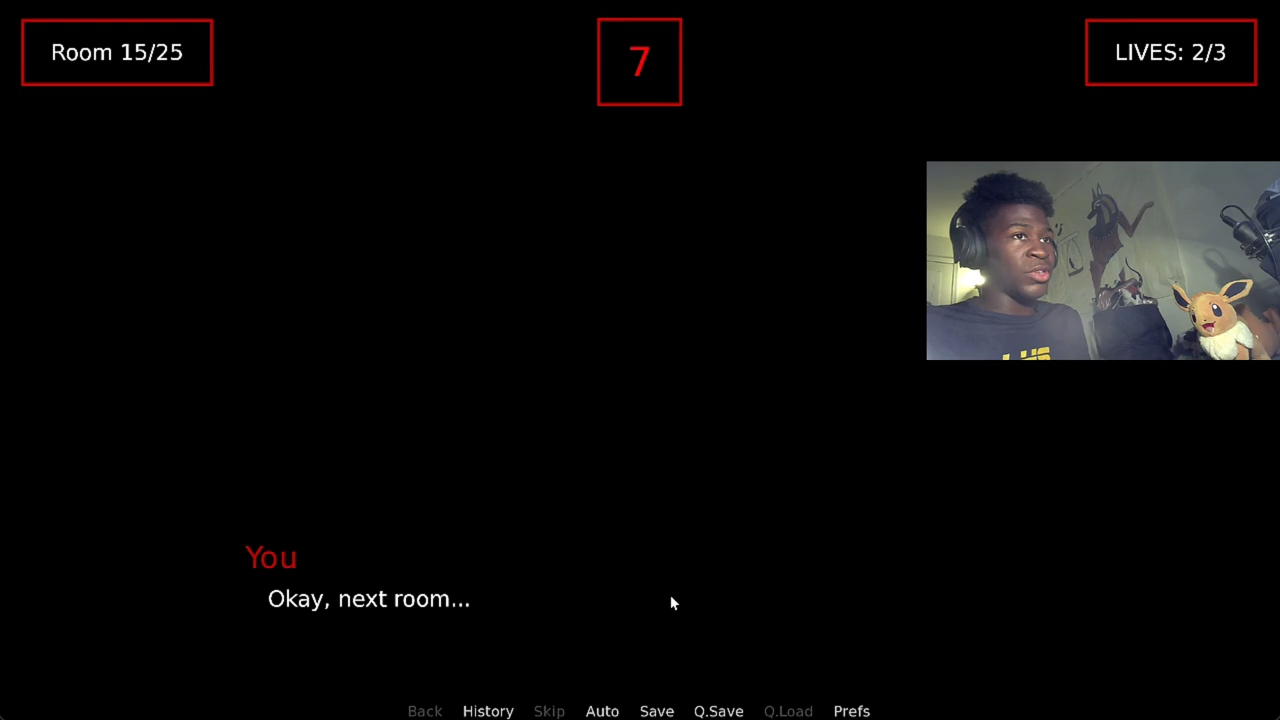 Room 15/25
7
LIVES: 2/3
You
Okay, next room...
Back History Skip Auto Save Q.Save Q.Load Prefs